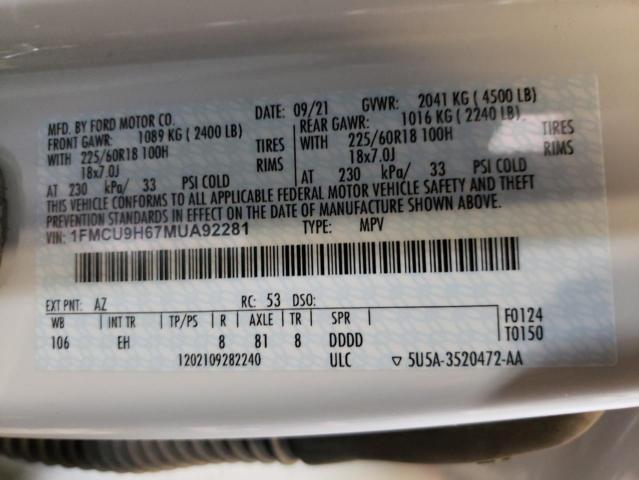 MFD. BY FORD MOTOR CO. DATE: 09/21 GVWR: 2041 KG ( 4500 LB)
FRONT GAWR: 1089 KG ( 2400 LB) REAR GAWR: 1016 KG ( 2240 LB)
WITH 225/60R18 100H TIRES WITH 225/60R18 100H TIRES
18x7.0J RIMS 18x7.0J RIMS
AT 230 kPa/ 33 PSI COLD AT 230 kPa/ 33 PSI COLD
THIS VEHICLE CONFORMS TO ALL APPLICABLE FEDERAL MOTOR VEHICLE SAFETY AND THEFT
PREVENTION STANDARDS IN EFFECT ON THE DATE OF MANUFACTURE SHOWN ABOVE.
VIN: 1FMCU9H67MUA92281 TYPE: MPV
EXT PNT: AZ RC: 53 DSO:
WB INT TR TP/PS R AXLE TR SPR F0124
106 EH 8 81 8 DDDD T0150
1202109282240 ULC ▽ 5U5A-3520472-AA